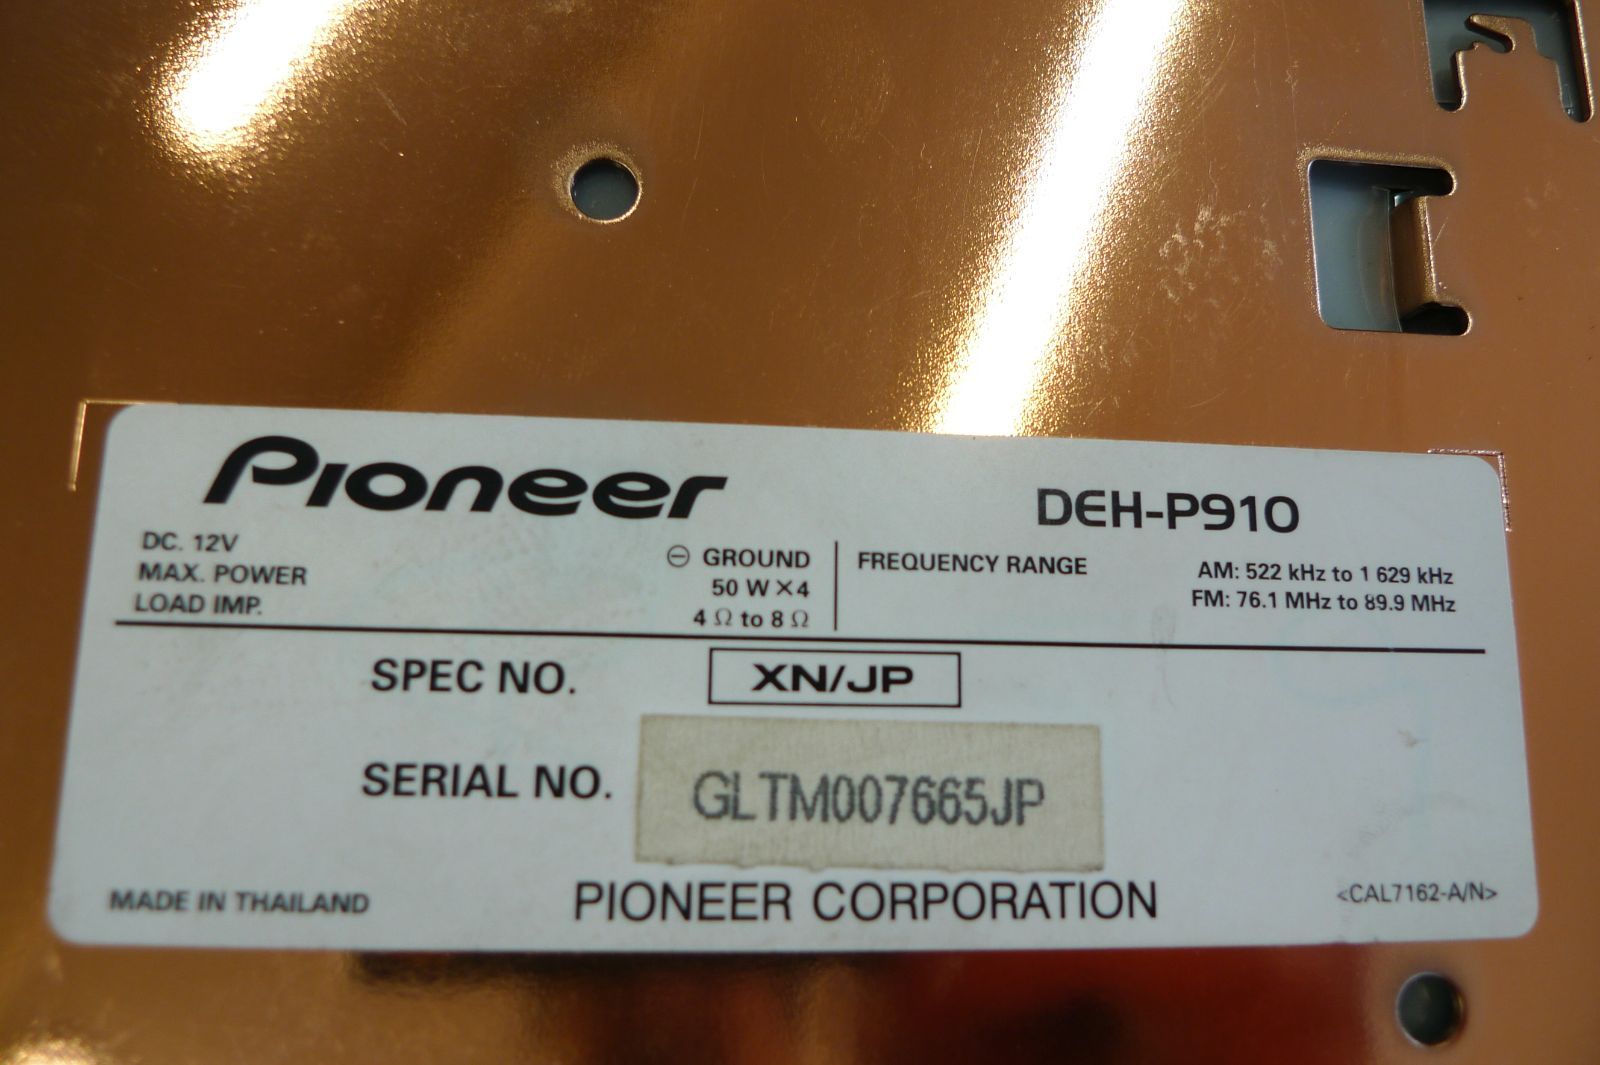 Pioneer
DEH-P910
DC. 12V
⊖ GROUND
MAX. POWER
50 W×4
LOAD IMP.
4 Ω to 8 Ω
FREQUENCY RANGE
AM: 522 kHz to 1 629 kHz
FM: 76.1 MHz to 89.9 MHz
SPEC NO.
XN/JP
SERIAL NO.
GLTM007665JP
MADE IN THAILAND
PIONEER CORPORATION
<CAL7162-A/N>